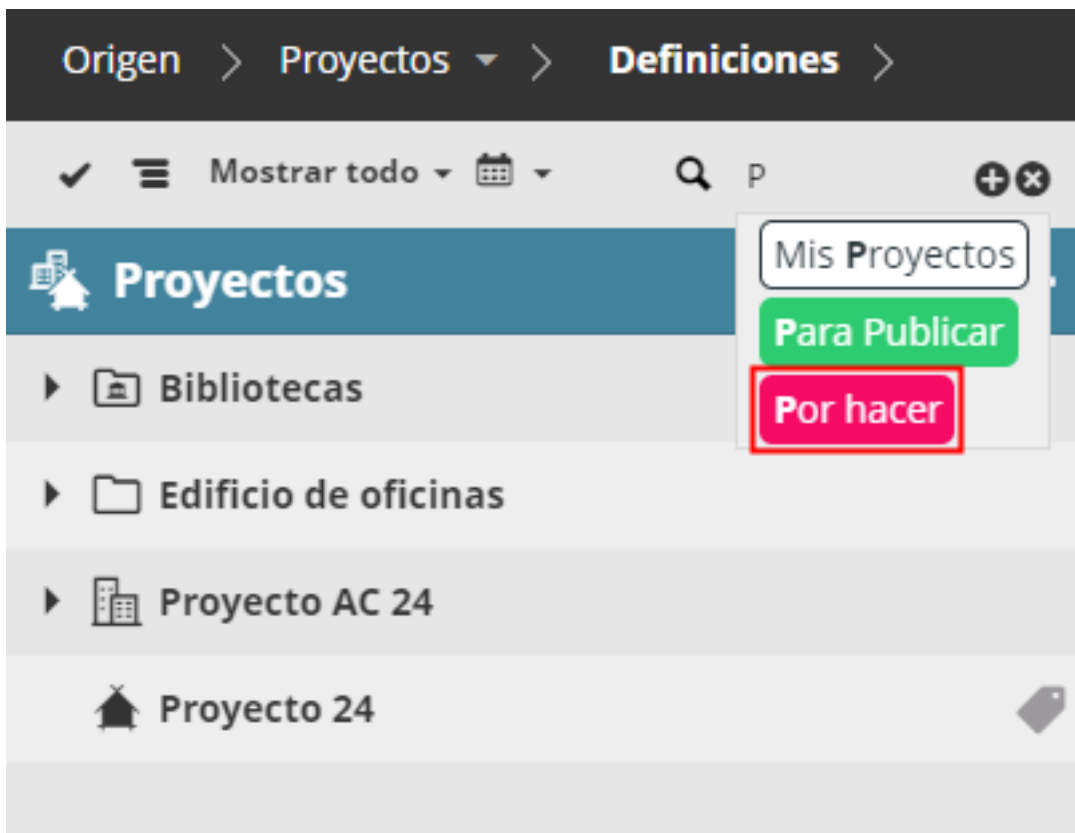 Origen > Proyectos > Definiciones >
Mostrar todo P
Mis Proyectos
Proyectos
Para Publicar
Bibliotecas
Por hacer
Edificio de oficinas
Proyecto AC 24
Proyecto 24